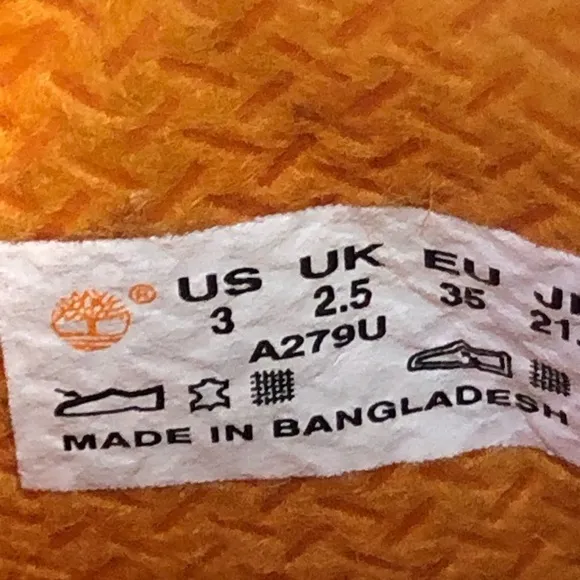 ® US UK EU
3 2.5 35
A279U
MADE IN BANGLADESH